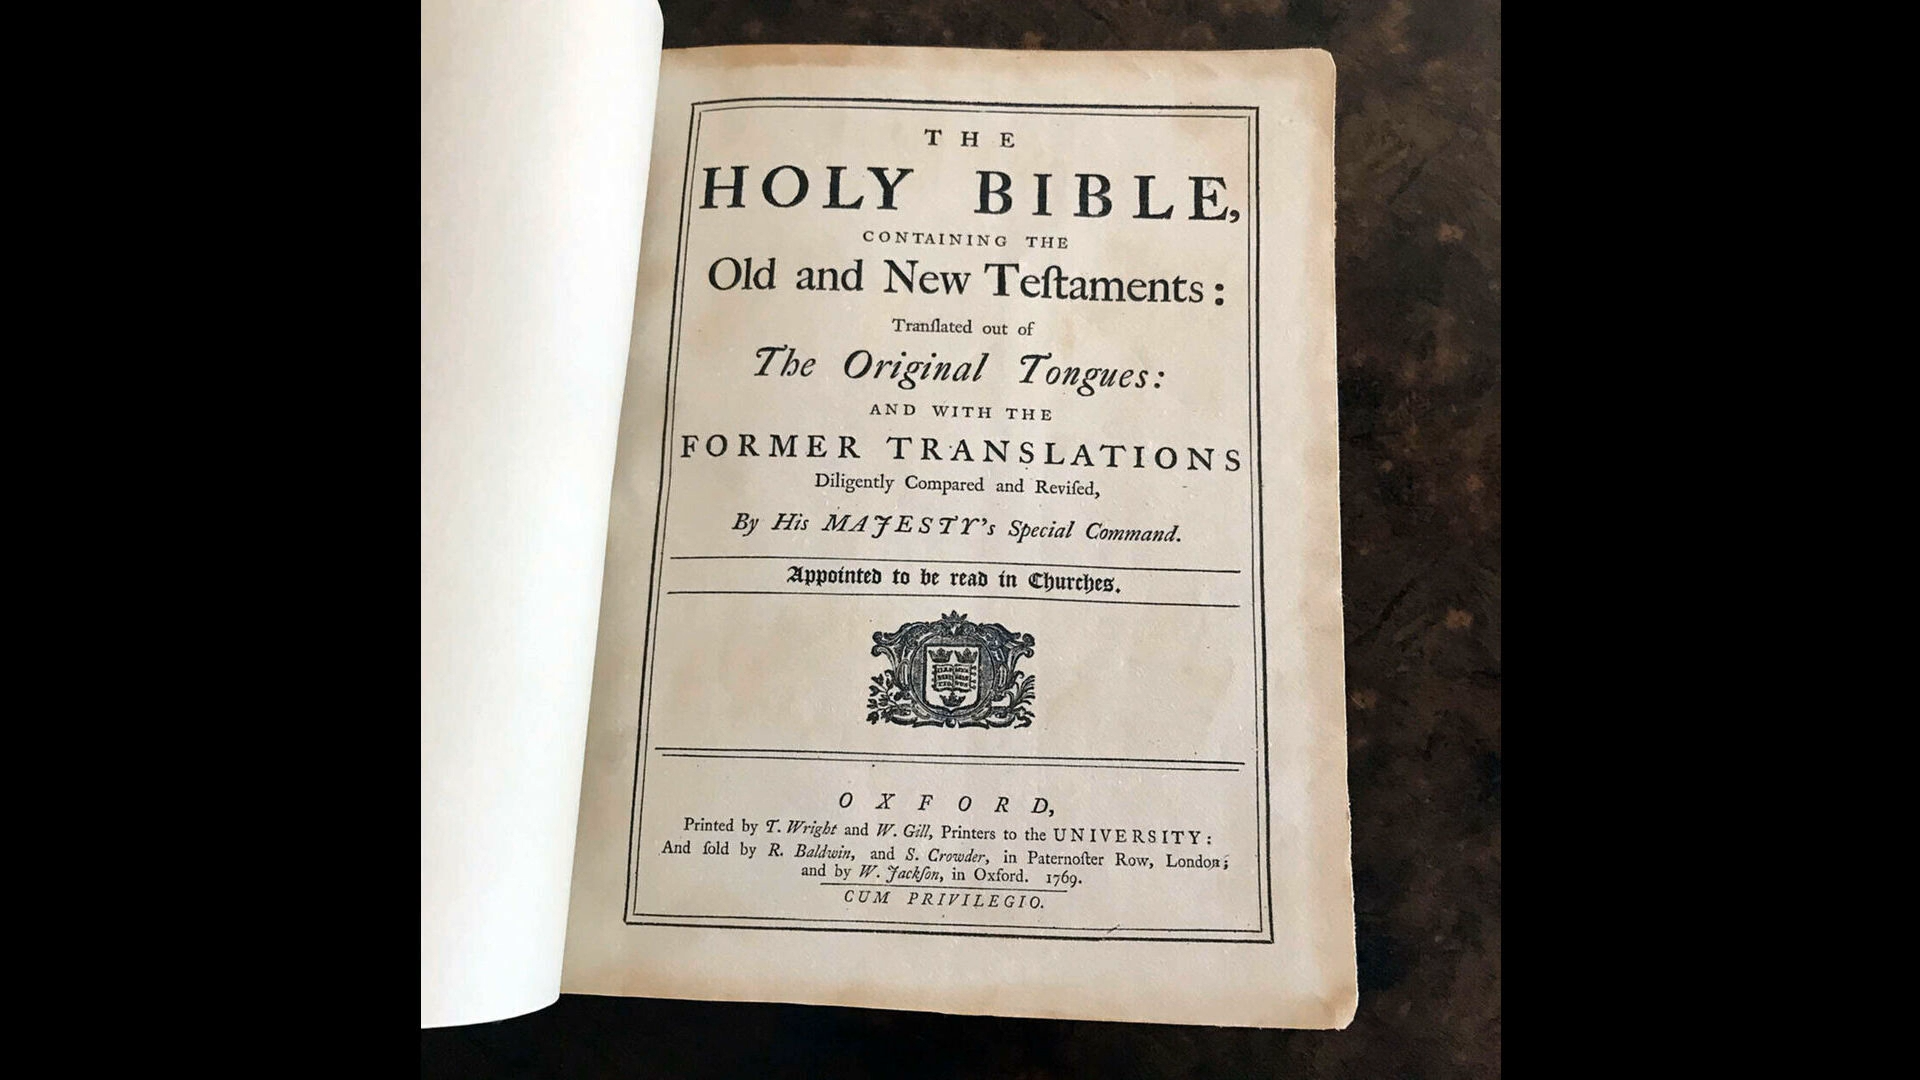 THE
HOLY BIBLE,
CONTAINING THE
Old and New Teſtaments:
Tranſlated out of
The Original Tongues:
AND WITH THE
FORMER TRANSLATIONS
Diligently Compared and Reviſed,
By His MAJESTY's Special Command.
Appointed to be read in Churches.
OXFORD,
Printed by T. Wright and W. Gill, Printers to the UNIVERSITY:
And ſold by R. Baldwin, and S. Crowder, in Paternoſter Row, London;
and by W. Jackſon, in Oxford. 1769.
CUM PRIVILEGIO.